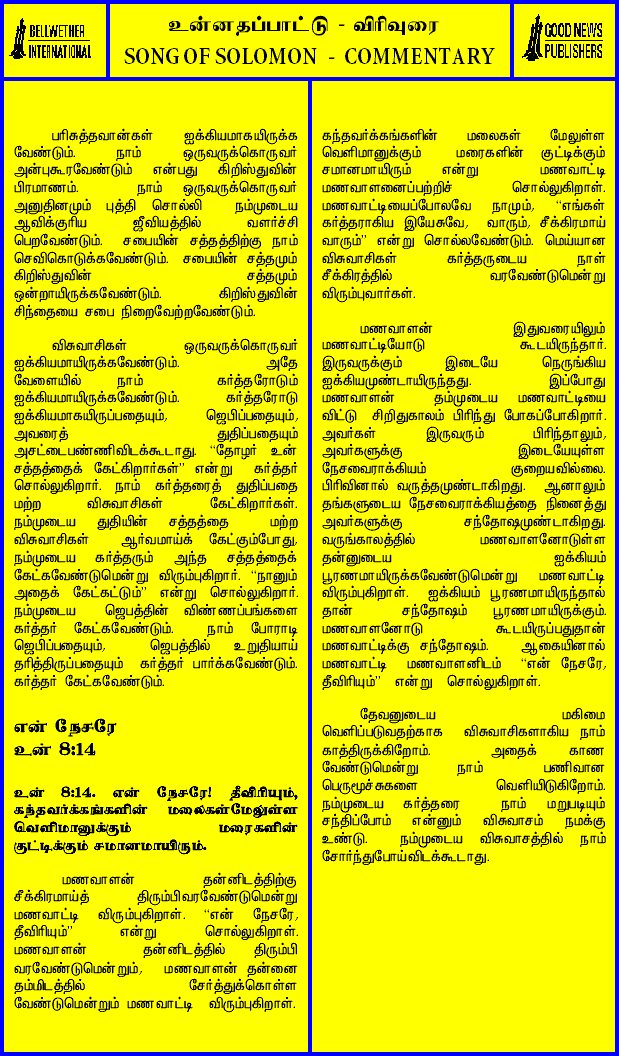 BELLWETHER
INTERNATIONAL
உன்னதப்பாட்டு - விரிவுரை
SONG OF SOLOMON - COMMENTARY
GOOD NEWS
PUBLISHERS
பரிசுத்தவான்கள் ஐக்கியமாகயிருக்க
வேண்டும். நாம் ஒருவருக்கொருவர்
அன்புகூரவேண்டும் என்பது கிறிஸ்துவின்
பிரமாணம். நாம் ஒருவருக்கொருவர்
அனுதினமும் புத்தி சொல்லி நம்முடைய
ஆவிக்குரிய ஜீவியத்தில் வளர்ச்சி
பெறவேண்டும். சபையின் சத்தத்திற்கு நாம்
செவிகொடுக்கவேண்டும். சபையின் சத்தமும்
கிறிஸ்துவின் சத்தமும்
ஒன்றாயிருக்கவேண்டும். கிறிஸ்துவின்
சிந்தையை சபை நிறைவேற்றவேண்டும்.
விசுவாசிகள் ஒருவருக்கொருவர்
ஐக்கியமாயிருக்கவேண்டும். அதே
வேளையில் நாம் கர்த்தரோடும்
ஐக்கியமாயிருக்கவேண்டும். கர்த்தரோடு
ஐக்கியமாகயிருப்பதையும், ஜெபிப்பதையும்,
அவரைத் துதிப்பதையும்
அசட்டைபண்ணிவிடக்கூடாது. “தோழர் உன்
சத்தத்தைக் கேட்கிறார்கள்” என்று கர்த்தர்
சொல்லுகிறார். நாம் கர்த்தரைத் துதிப்பதை
மற்ற விசுவாசிகள் கேட்கிறார்கள்.
நம்முடைய துதியின் சத்தத்தை மற்ற
விசுவாசிகள் ஆர்வமாய்க் கேட்கும்போது,
நம்முடைய கர்த்தரும் அந்த சத்தத்தைக்
கேட்கவேண்டுமென்று விரும்புகிறார். “நானும்
அதைக் கேட்கட்டும்” என்று சொல்லுகிறார்.
நம்முடைய ஜெபத்தின் விண்ணப்பங்களை
கர்த்தர் கேட்கவேண்டும். நாம் போராடி
ஜெபிப்பதையும், ஜெபத்தில் உறுதியாய்
தரித்திருப்பதையும் கர்த்தர் பார்க்கவேண்டும்.
கர்த்தர் கேட்கவேண்டும்.
என் நேசரே
உன் 8:14
உன் 8:14. என் நேசரே! தீவிரியும்,
கந்தவர்க்கங்களின் மலைகள்மேலுள்ள
வெளிமானுக்கும் மரைகளின்
குட்டிக்கும் சமானமாயிரும்.
மணவாளன் தன்னிடத்திற்கு
சீக்கிரமாய்த் திரும்பிவரவேண்டுமென்று
மணவாட்டி விரும்புகிறாள். “என் நேசரே,
தீவிரியும்” என்று சொல்லுகிறாள்.
மணவாளன் தன்னிடத்தில் திரும்பி
வரவேண்டுமென்றும், மணவாளன் தன்னை
தம்மிடத்தில் சேர்த்துக்கொள்ள
வேண்டுமென்றும் மணவாட்டி விரும்புகிறாள்.
கந்தவர்க்கங்களின் மலைகள் மேலுள்ள
வெளிமானுக்கும் மரைகளின் குட்டிக்கும்
சமானமாயிரும் என்று மணவாட்டி
மணவாளனைப்பற்றிச் சொல்லுகிறாள்.
மணவாட்டியைப்போலவே நாமும், “எங்கள்
கர்த்தராகிய இயேசுவே, வாரும், சீக்கிரமாய்
வாரும்” என்று சொல்லவேண்டும். மெய்யான
விசுவாசிகள் கர்த்தருடைய நாள்
சீக்கிரத்தில் வரவேண்டுமென்று
விரும்புவார்கள்.
மணவாளன் இதுவரையிலும்
மணவாட்டியோடு கூடயிருந்தார்.
இருவருக்கும் இடையே நெருங்கிய
ஐக்கியமுண்டாயிருந்தது. இப்போது
மணவாளன் தம்முடைய மணவாட்டியை
விட்டு சிறிதுகாலம் பிரிந்து போகப்போகிறார்.
அவர்கள் இருவரும் பிரிந்தாலும்,
அவர்களுக்கு இடையேயுள்ள
நேசவைராக்கியம் குறையவில்லை.
பிரிவினால் வருத்தமுண்டாகிறது. ஆனாலும்
தங்களுடைய நேசவைராக்கியத்தை நினைத்து
அவர்களுக்கு சந்தோஷமுண்டாகிறது.
வருங்காலத்தில் மணவாளனோடுள்ள
தன்னுடைய ஐக்கியம்
பூரணமாயிருக்கவேண்டுமென்று மணவாட்டி
விரும்புகிறாள். ஐக்கியம் பூரணமாயிருந்தால்
தான் சந்தோஷம் பூரணமாயிருக்கும்.
மணவாளனோடு கூடயிருப்பதுதான்
மணவாட்டிக்கு சந்தோஷம். ஆகையினால்
மணவாட்டி மணவாளனிடம் “என் நேசரே,
தீவிரியும்” என்று சொல்லுகிறாள்.
தேவனுடைய மகிமை
வெளிப்படுவதற்காக விசுவாசிகளாகிய நாம்
காத்திருக்கிறோம். அதைக் காண
வேண்டுமென்று நாம் பணிவான
பெருமூச்சுகளை வெளியிடுகிறோம்.
நம்முடைய கர்த்தரை நாம் மறுபடியும்
சந்திப்போம் என்னும் விசுவாசம் நமக்கு
உண்டு. நம்முடைய விசுவாசத்தில் நாம்
சோர்ந்துபோய்விடக்கூடாது.